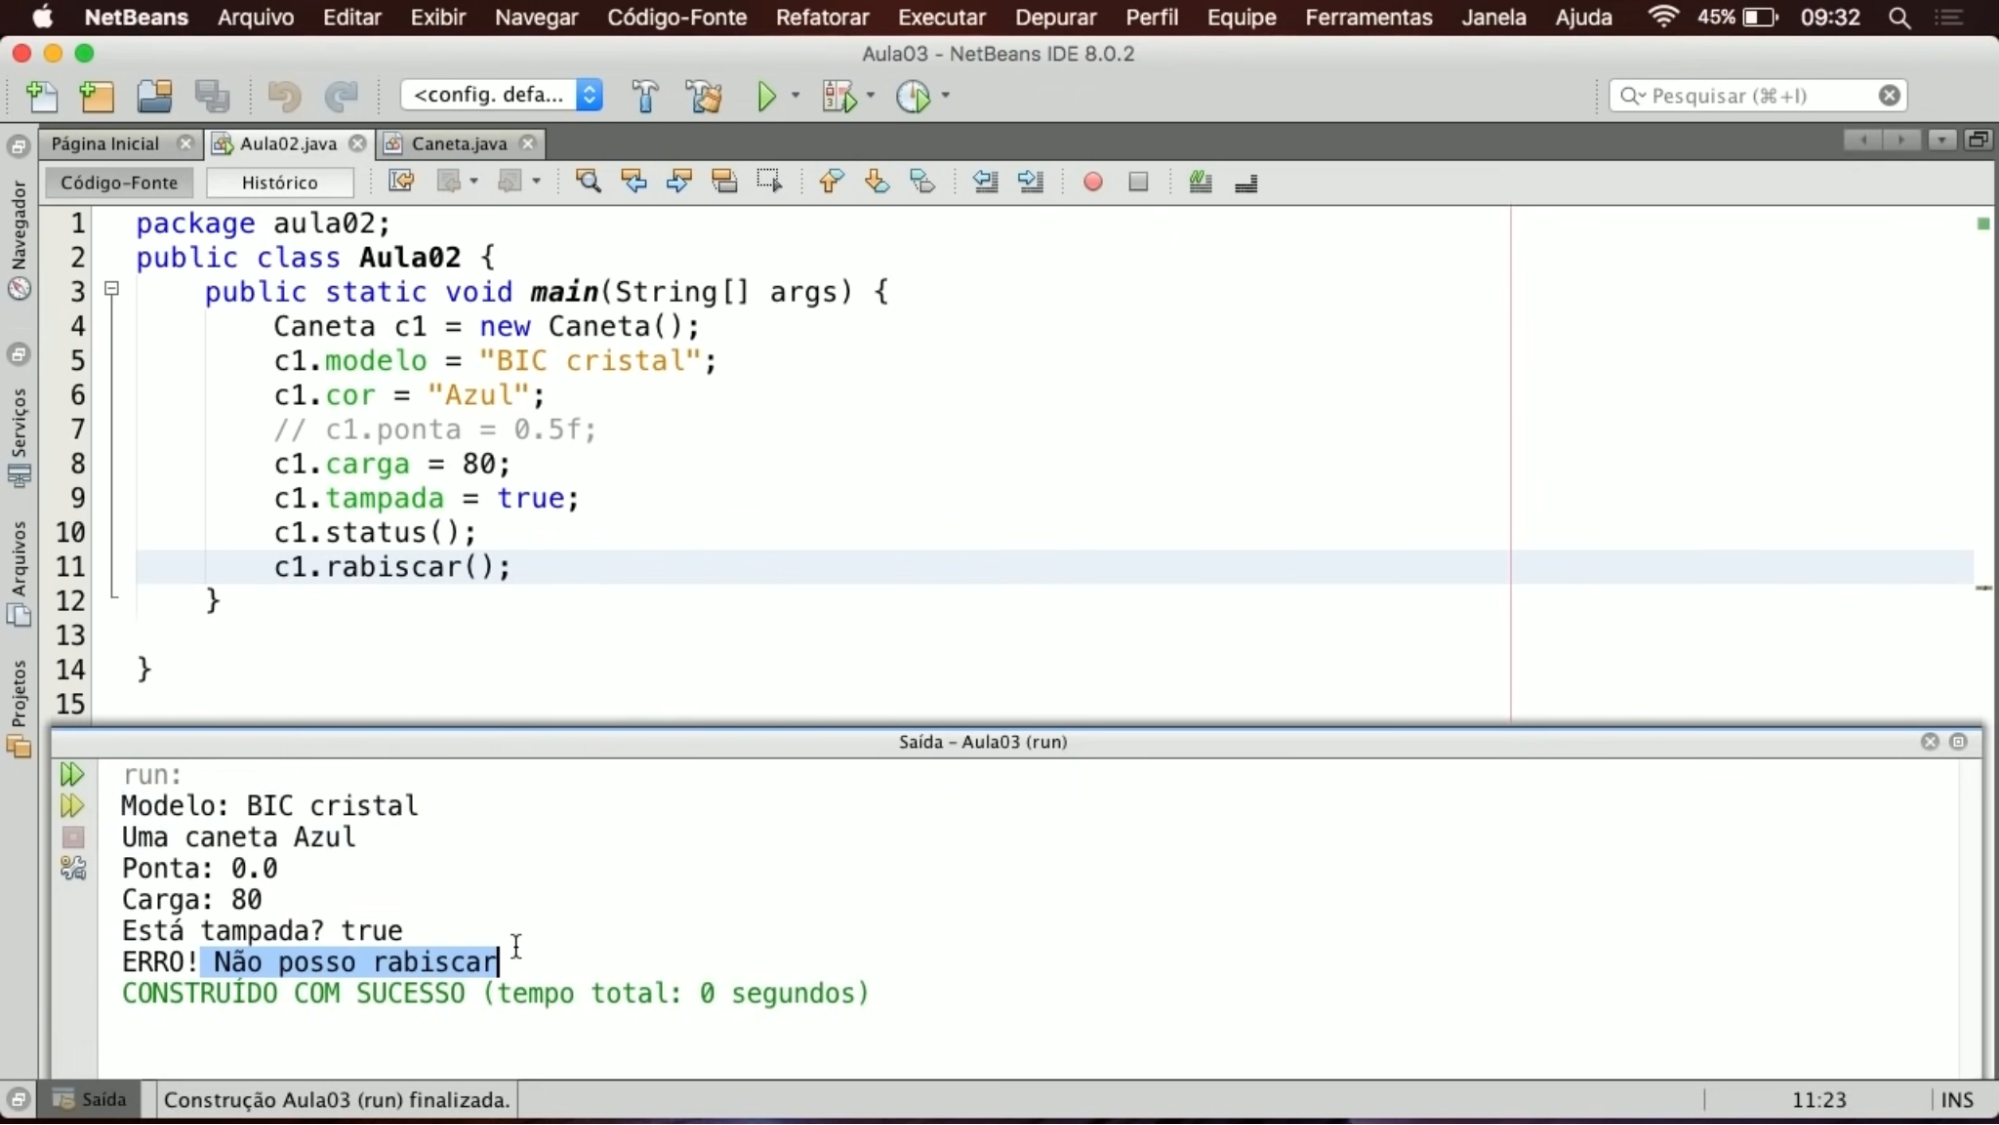 NetBeans Arquivo Editar Exibir Navegar Código-Fonte Refatorar Executar Depurar Perfil Equipe Ferramentas Janela Ajuda 45% 09:32
Aula03 - NetBeans IDE 8.0.2
<config. defa... Pesquisar (⌘+I)
Página Inicial Aula02.java Caneta.java
Código-Fonte Histórico
Navegador
Serviços
Arquivos
Projetos
1 package aula02;
2 public class Aula02 {
3 public static void main(String[] args) {
4 Caneta c1 = new Caneta();
5 c1.modelo = "BIC cristal";
6 c1.cor = "Azul";
7 // c1.ponta = 0.5f;
8 c1.carga = 80;
9 c1.tampada = true;
10 c1.status();
11 c1.rabiscar();
12 }
13
14 }
15
Saída - Aula03 (run)
run:
Modelo: BIC cristal
Uma caneta Azul
Ponta: 0.0
Carga: 80
Está tampada? true
ERRO! Não posso rabiscar
CONSTRUÍDO COM SUCESSO (tempo total: 0 segundos)
Saída Construção Aula03 (run) finalizada. 11:23 INS